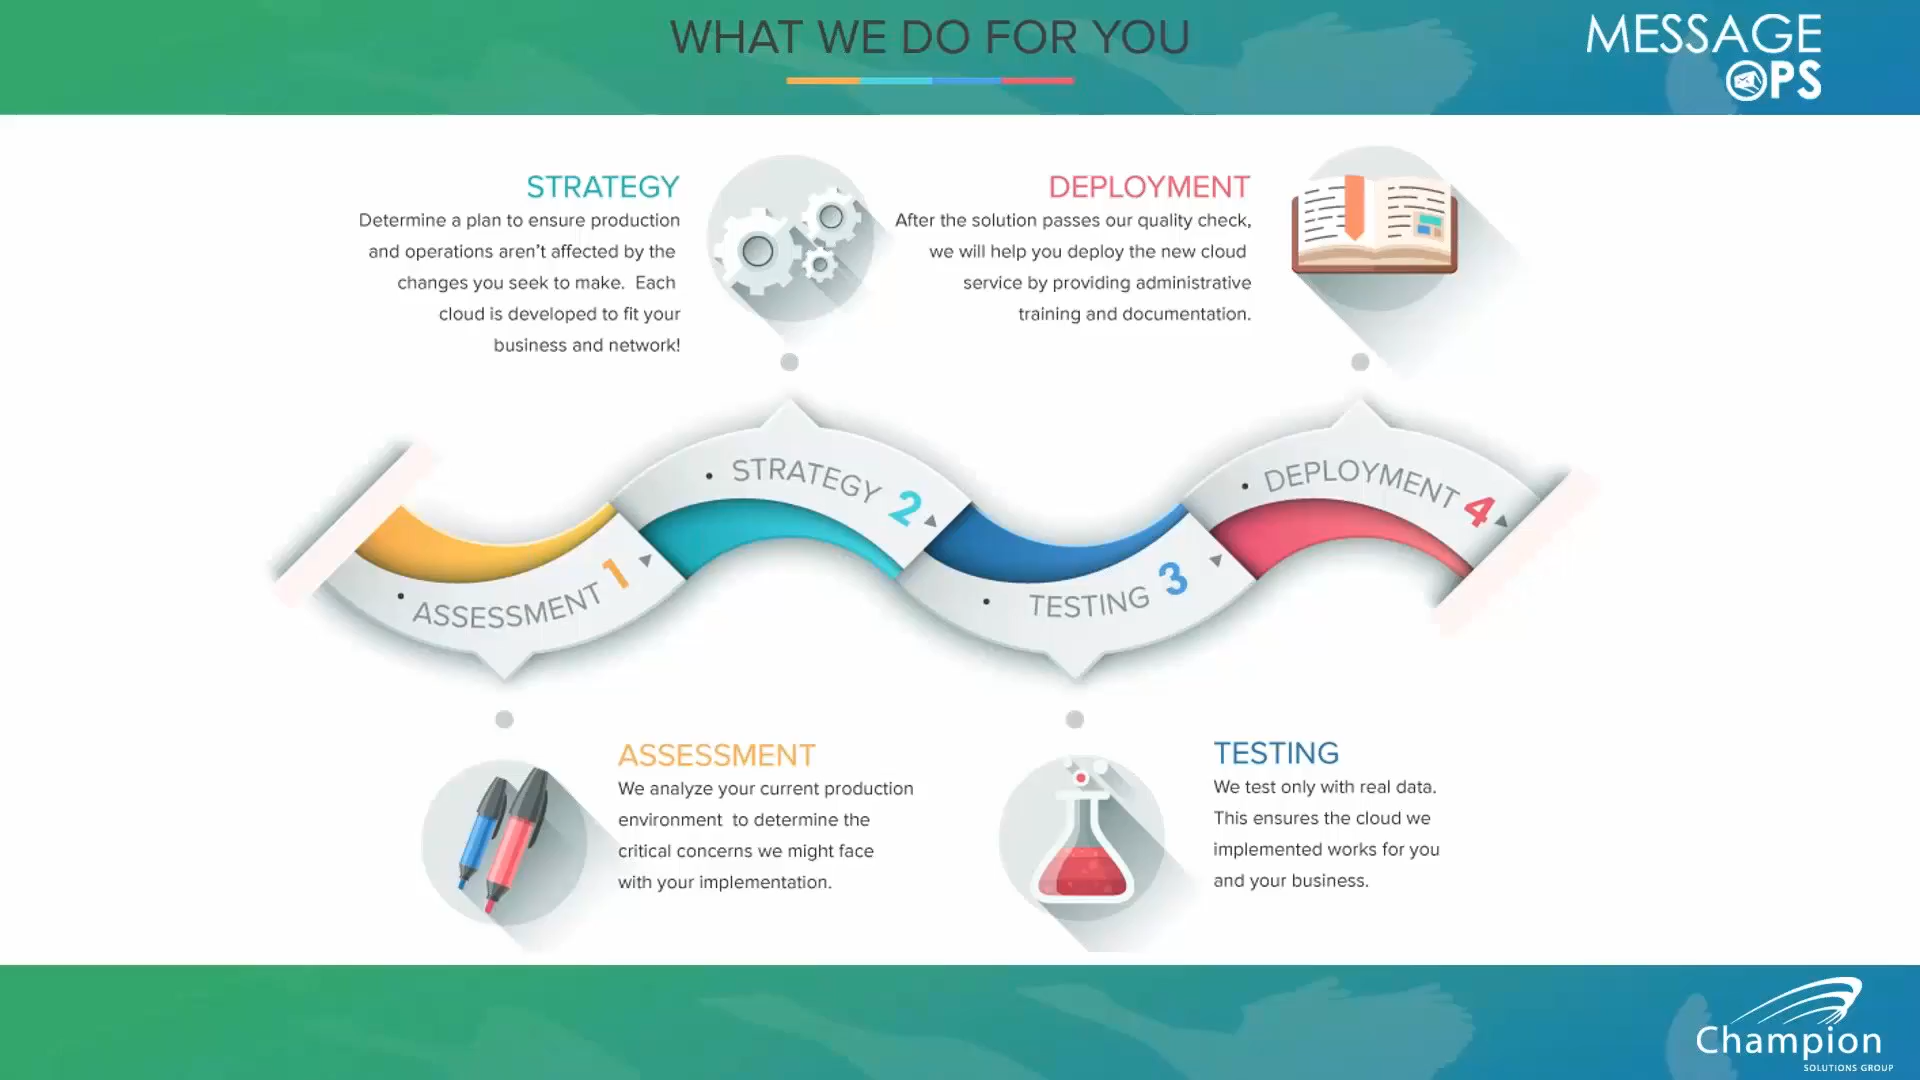 WHAT WE DO FOR YOU
MESSAGE
OPS
STRATEGY
Determine a plan to ensure production
and operations aren't affected by the
changes you seek to make. Each
cloud is developed to fit your
business and network!
DEPLOYMENT
After the solution passes our quality check,
we will help you deploy the new cloud
service by providing administrative
training and documentation.
• ASSESSMENT 1
• STRATEGY 2
• TESTING 3
• DEPLOYMENT 4
ASSESSMENT
We analyze your current production
environment to determine the
critical concerns we might face
with your implementation.
TESTING
We test only with real data.
This ensures the cloud we
implemented works for you
and your business.
Champion
SOLUTIONS GROUP